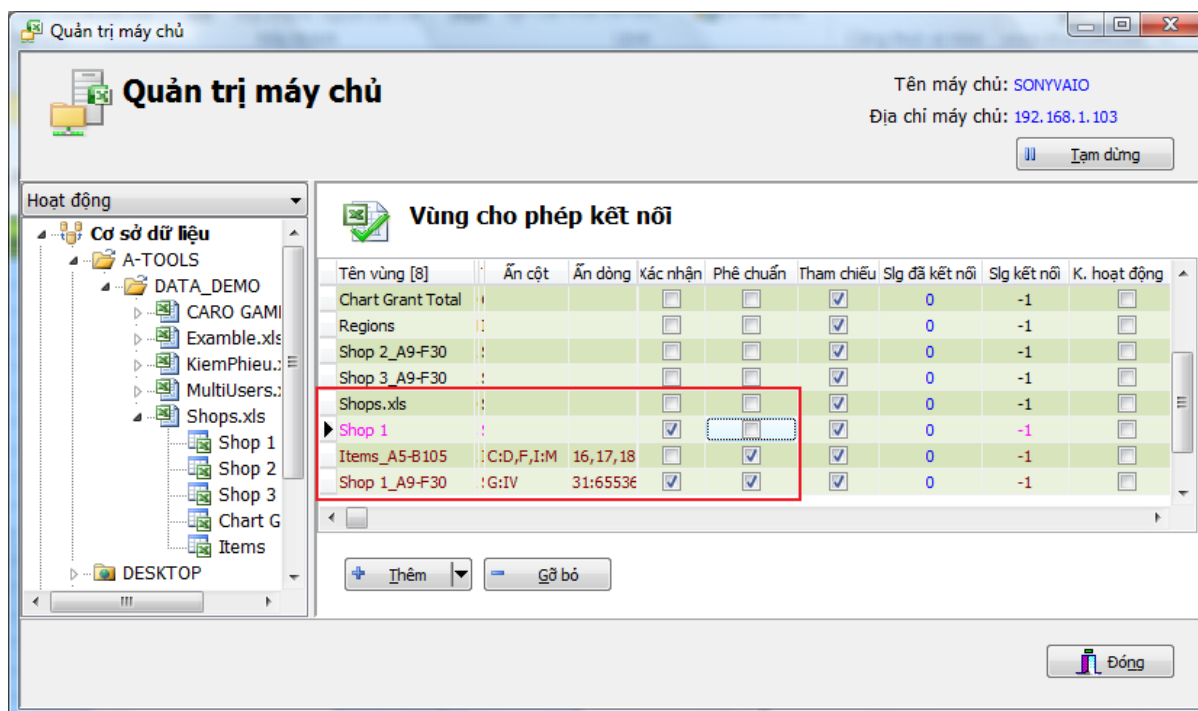 Quản trị máy chủ
Quản trị máy chủ
Tên máy chủ: SONYVAIO
Địa chỉ máy chủ: 192.168.1.103
Tạm dừng
Hoạt động
Cơ sở dữ liệu
A-TOOLS
DATA_DEMO
CARO GAM
Examble.xls
KiemPhieu.
MultiUsers.
Shops.xls
Shop 1
Shop 2
Shop 3
Chart G
Items
DESKTOP
Vùng cho phép kết nối
Tên vùng [8] Ẩn cột Ẩn dòng Xác nhận Phê chuẩn Tham chiếu Slg đã kết nối Slg kết nối K. hoạt động
Chart Grant Total 0 -1
Regions 0 -1
Shop 2_A9-F30 0 -1
Shop 3_A9-F30 0 -1
Shops.xls 0 -1
Shop 1 0 -1
Items_A5-B105 C:D,F,I:M 16,17,18 0 -1
Shop 1_A9-F30 G:IV 31:65536 0 -1
Thêm Gỡ bỏ
Đóng